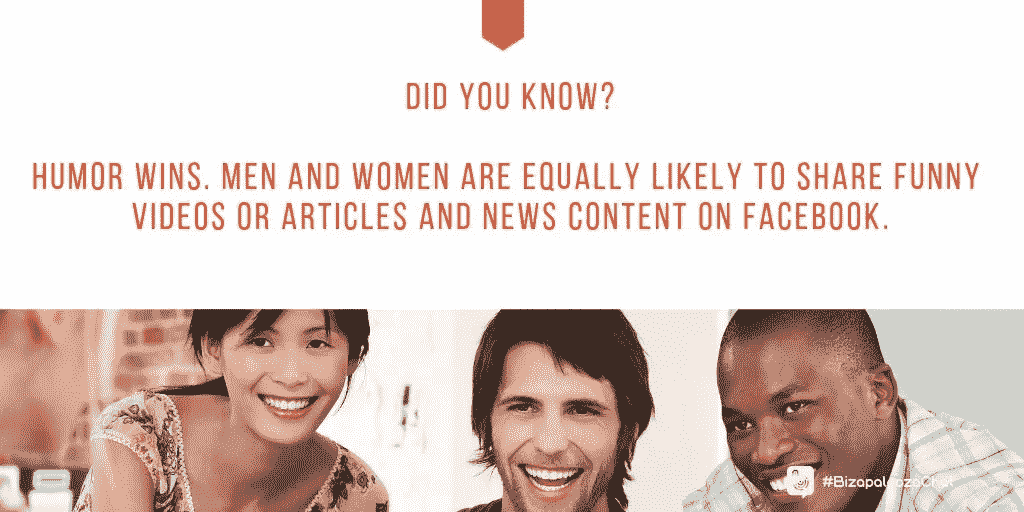 DID YOU KNOW?
HUMOR WINS. MEN AND WOMEN ARE EQUALLY LIKELY TO SHARE FUNNY
VIDEOS OR ARTICLES AND NEWS CONTENT ON FACEBOOK.
#BizapaloozaChat